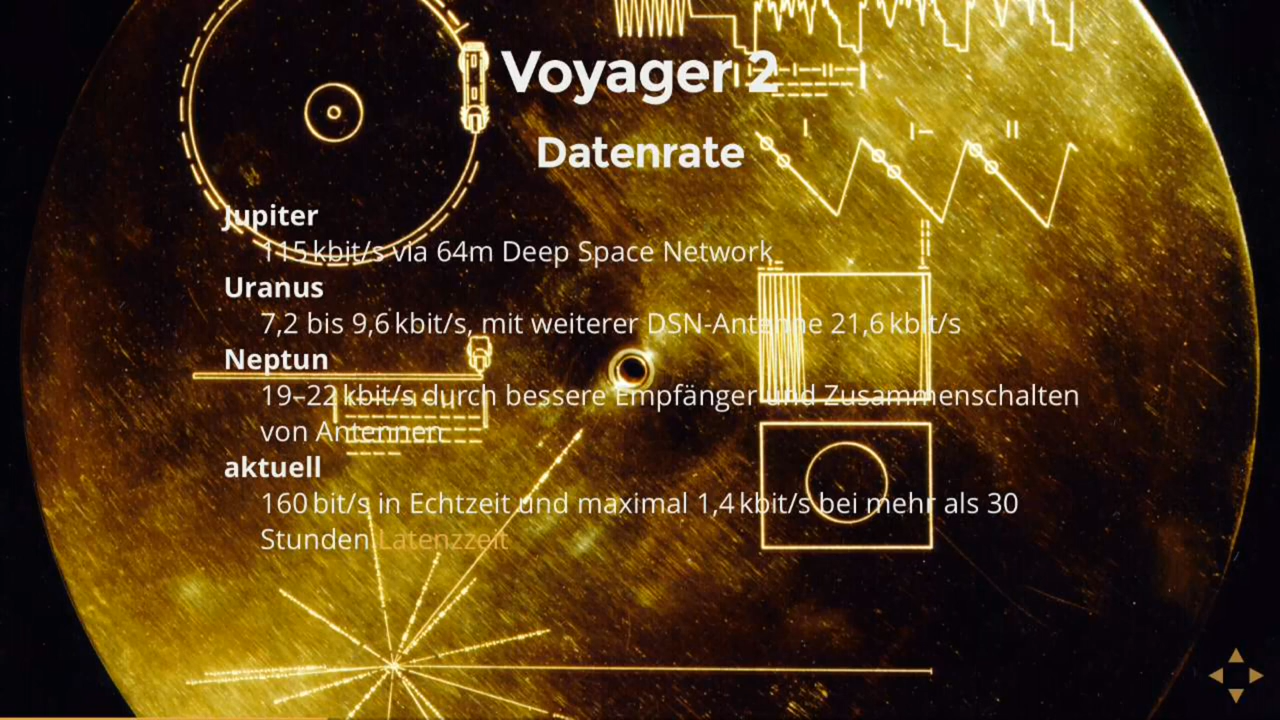 Voyager 2
Datenrate
Jupiter
115 kbit/s via 64m Deep Space Network
Uranus
7,2 bis 9,6 kbit/s, mit weiterer DSN-Antenne 21,6 kbit/s
Neptun
19–22 kbit/s durch bessere Empfänger und Zusammenschalten
von Antennen
aktuell
160 bit/s in Echtzeit und maximal 1,4 kbit/s bei mehr als 30
Stunden Latenzzeit